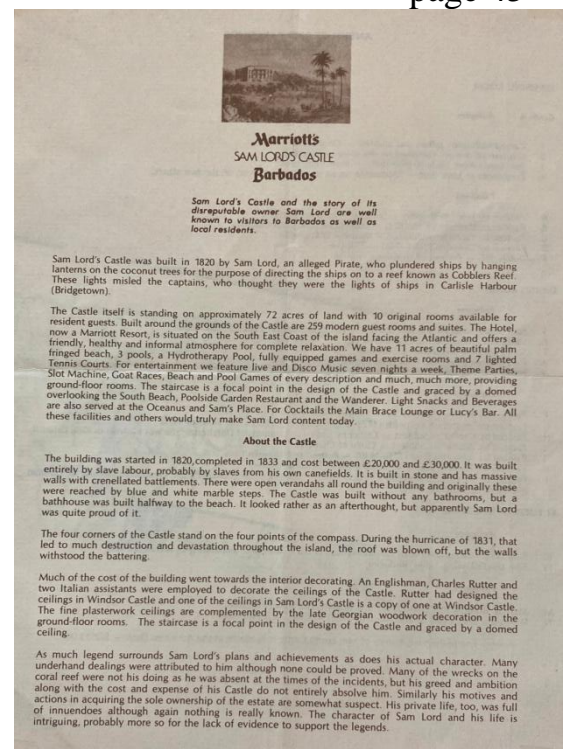 page 43
Marriott's
SAM LORD'S CASTLE
Barbados
Sam Lord's Castle and the story of its
disreputable owner Sam Lord are well
known to visitors to Barbados as well as
local residents.
Sam Lord's Castle was built in 1820 by Sam Lord, an alleged Pirate, who plundered ships by hanging
lanterns on the coconut trees for the purpose of directing the ships on to a reef known as Cobblers Reef.
These lights misled the captains, who thought they were the lights of ships in Carlisle Harbour
(Bridgetown).
The Castle itself is standing on approximately 72 acres of land with 10 original rooms available for
resident guests. Built around the grounds of the Castle are 259 modern guest rooms and suites. The Hotel,
now a Marriott Resort, is situated on the South East Coast of the island facing the Atlantic and offers a
friendly, healthy and informal atmosphere for complete relaxation. We have 11 acres of beautiful palm
fringed beach, 3 pools, a Hydrotherapy Pool, fully equipped games and exercise rooms and 7 lighted
Tennis Courts. For entertainment we feature live and Disco Music seven nights a week, Theme Parties,
Slot Machine, Goat Races, Beach and Pool Games of every description and much, much more, providing
ground-floor rooms. The staircase is a focal point in the design of the Castle and graced by a domed
overlooking the South Beach, Poolside Garden Restaurant and the Wanderer. Light Snacks and Beverages
are also served at the Oceanus and Sam's Place. For Cocktails the Main Brace Lounge or Lucy's Bar. All
these facilities and others would truly make Sam Lord content today.
About the Castle
The building was started in 1820, completed in 1833 and cost between £20,000 and £30,000. It was built
entirely by slave labour, probably by slaves from his own canefields. It is built in stone and has massive
walls with crenellated battlements. There were open verandahs all round the building and originally these
were reached by blue and white marble steps. The Castle was built without any bathrooms, but a
bathhouse was built halfway to the beach. It looked rather as an afterthought, but apparently Sam Lord
was quite proud of it.
The four corners of the Castle stand on the four points of the compass. During the hurricane of 1831, that
led to much destruction and devastation throughout the island, the roof was blown off, but the walls
withstood the battering.
Much of the cost of the building went towards the interior decorating. An Englishman, Charles Rutter and
two Italian assistants were employed to decorate the ceilings of the Castle. Rutter had designed the
ceilings in Windsor Castle and one of the ceilings in Sam Lord's Castle is a copy of one at Windsor Castle.
The fine plasterwork ceilings are complemented by the late Georgian woodwork decoration in the
ground-floor rooms. The staircase is a focal point in the design of the Castle and graced by a domed
ceiling.
As much legend surrounds Sam Lord's plans and achievements as does his actual character. Many
underhand dealings were attributed to him although none could be proved. Many of the wrecks on the
coral reef were not his doing as he was absent at the times of the incidents, but his greed and ambition
along with the cost and expense of his Castle do not entirely absolve him. Similarly his motives and
actions in acquiring the sole ownership of the estate are somewhat suspect. His private life, too, was full
of innuendoes although again nothing is really known. The character of Sam Lord and his life is
intriguing, probably more so for the lack of evidence to support the legends.